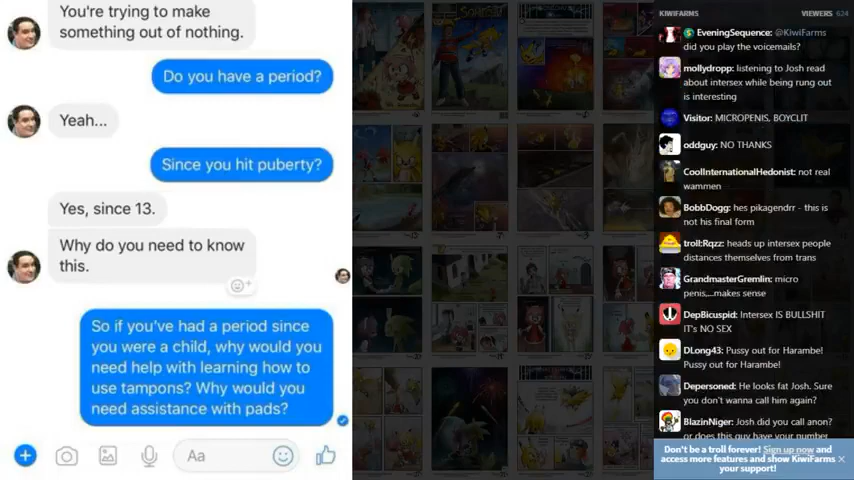 You're trying to make
something out of nothing.
Do you have a period?
Yeah...
Since you hit puberty?
Yes, since 13.
Why do you need to know
this.
So if you've had a period since
you were a child, why would you
need help with learning how to
use tampons? Why would you
need assistance with pads?
Aa
KIWIFARMS
VIEWERS 624
EveningSequence: @KiwiFarms
did you play the voicemails?
mollydropp: listening to Josh read
about intersex while being rung out
is interesting
Visitor: MICROPENIS, BOYCLIT
oddguy: NO THANKS
CoolInternationalHedonist: not real
wammen
BobbDogg: hes pikagendrr - this is
not his final form
troll:Rqzz: heads up intersex people
distances themselves from trans
GrandmasterGremlin: micro
penis,...makes sense
DepBicuspid: Intersex IS BULLSHIT
IT's NO SEX
DLong43: Pussy out for Harambe!
Pussy out for Harambe!
Depersoned: He looks fat Josh. Sure
you don't wanna call him again?
BlazinNiger: Josh did you call anon?
or does this guy have your number
Don't be a troll forever! Sign up now and
access more features and show KiwiFarms
your support!